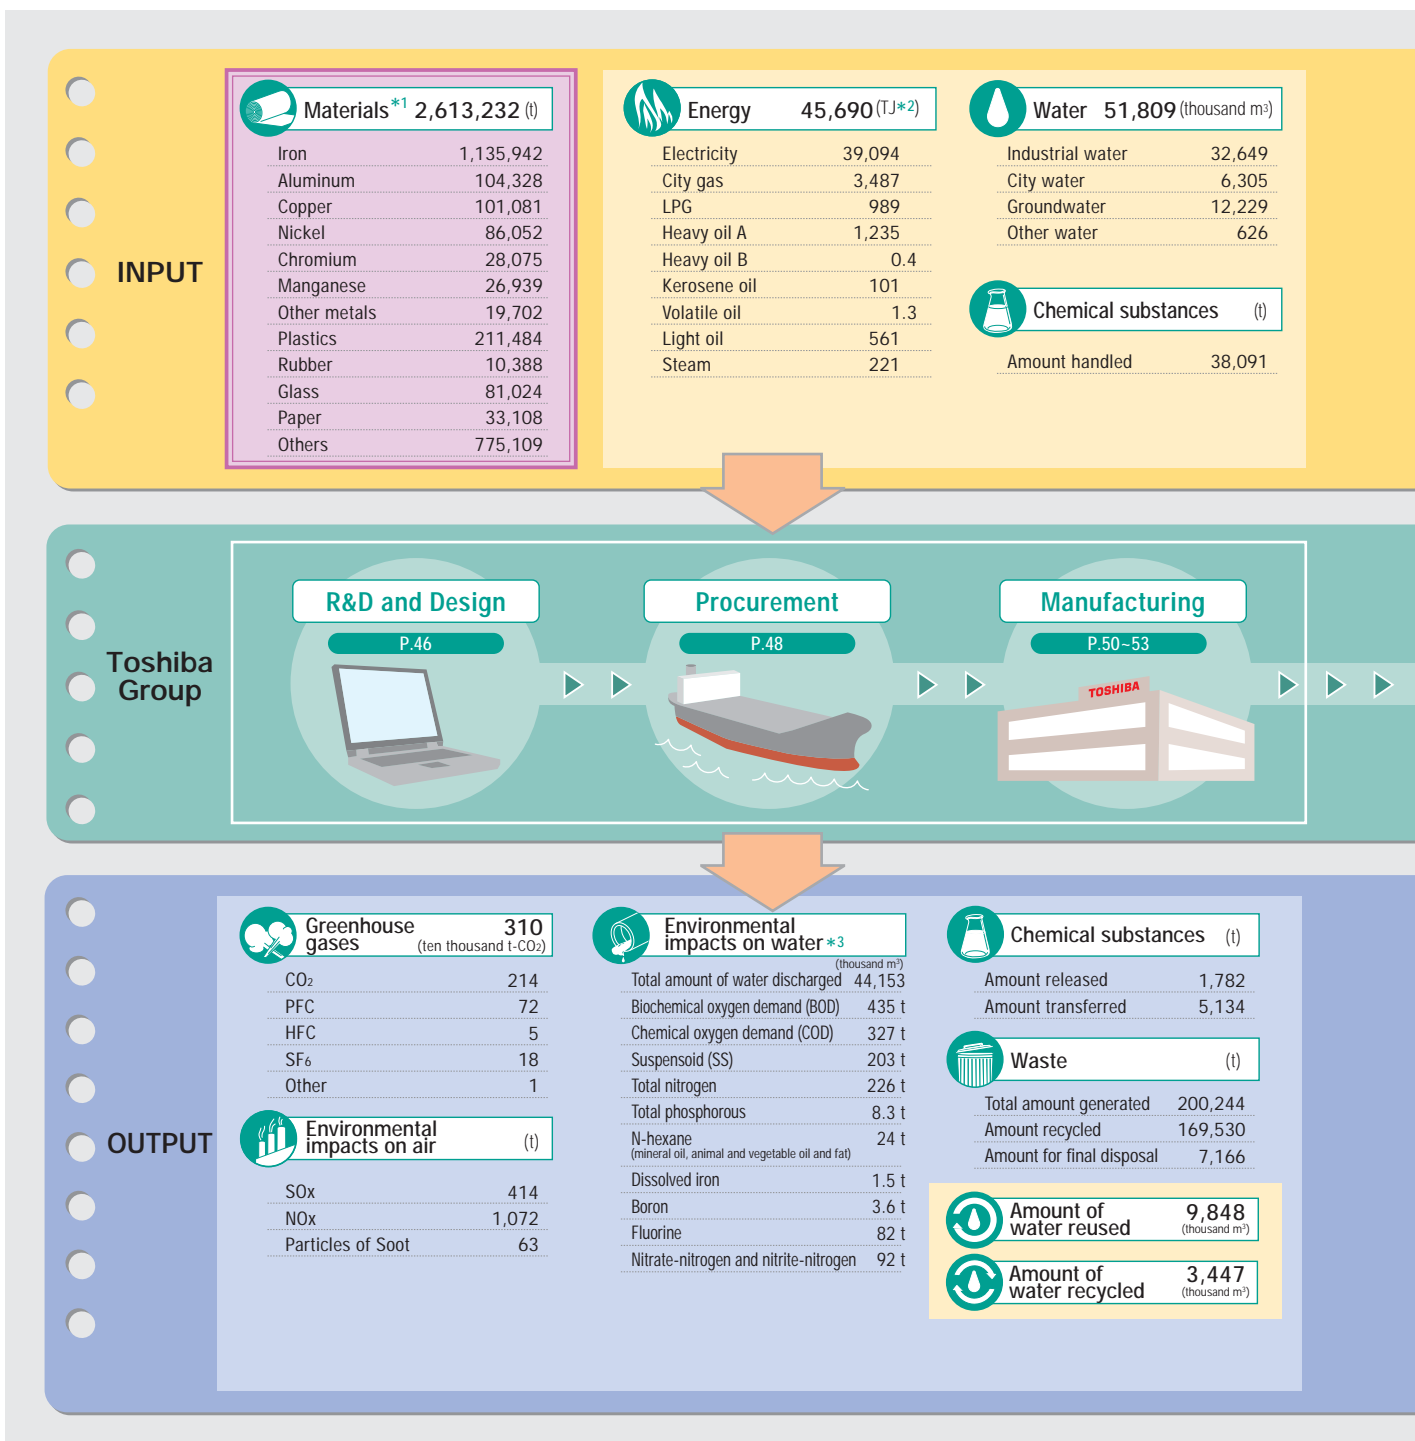 INPUT
Materials*1 2,613,232 (t)
Iron 1,135,942
Aluminum 104,328
Copper 101,081
Nickel 86,052
Chromium 28,075
Manganese 26,939
Other metals 19,702
Plastics 211,484
Rubber 10,388
Glass 81,024
Paper 33,108
Others 775,109
Energy 45,690 (TJ*2)
Electricity 39,094
City gas 3,487
LPG 989
Heavy oil A 1,235
Heavy oil B 0.4
Kerosene oil 101
Volatile oil 1.3
Light oil 561
Steam 221
Water 51,809 (thousand m³)
Industrial water 32,649
City water 6,305
Groundwater 12,229
Other water 626
Chemical substances (t)
Amount handled 38,091
Toshiba
Group
R&D and Design
P.46
Procurement
P.48
Manufacturing
P.50~53
TOSHIBA
OUTPUT
Greenhouse 310
gases (ten thousand t-CO₂)
CO₂ 214
PFC 72
HFC 5
SF₆ 18
Other 1
Environmental
impacts on air (t)
SOx 414
NOx 1,072
Particles of Soot 63
Environmental
impacts on water *3
(thousand m³)
Total amount of water discharged 44,153
Biochemical oxygen demand (BOD) 435 t
Chemical oxygen demand (COD) 327 t
Suspensoid (SS) 203 t
Total nitrogen 226 t
Total phosphorous 8.3 t
N-hexane 24 t
(mineral oil, animal and vegetable oil and fat)
Dissolved iron 1.5 t
Boron 3.6 t
Fluorine 82 t
Nitrate-nitrogen and nitrite-nitrogen 92 t
Chemical substances (t)
Amount released 1,782
Amount transferred 5,134
Waste (t)
Total amount generated 200,244
Amount recycled 169,530
Amount for final disposal 7,166
Amount of 9,848
water reused (thousand m³)
Amount of 3,447
water recycled (thousand m³)